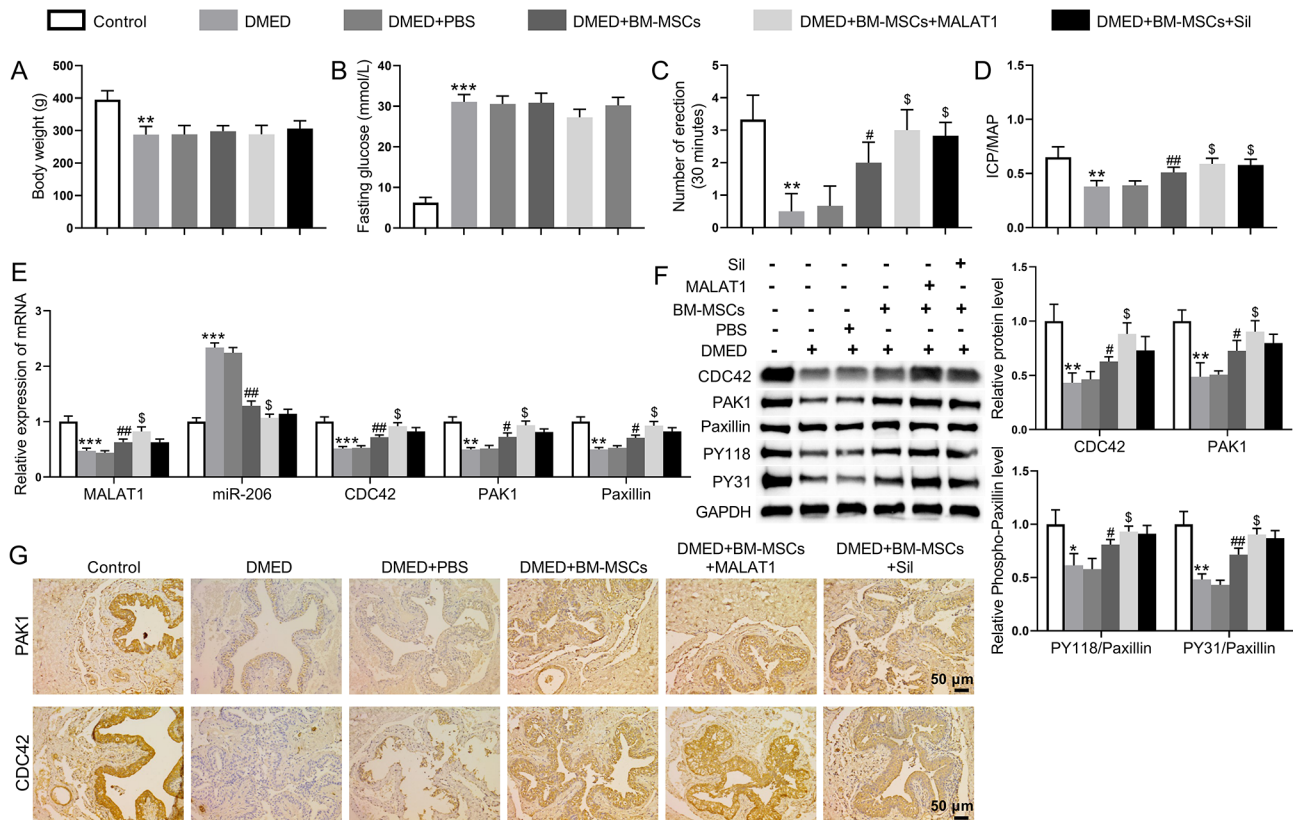 Control DMED DMED+PBS DMED+BM-MSCs DMED+BM-MSCs+MALAT1 DMED+BM-MSCs+Sil
A
Body weight (g)
500
400
300
200
100
0
**
B
Fasting glucose (mmol/L)
40
30
20
10
0
***
C
Number of erection
(30 minutes)
5
4
3
2
1
0
**
#
$
$
D
ICP/MAP
1.5
1.0
0.5
0.0
**
##
$
$
E
Relative expression of mRNA
3
2
1
0
*** ## $
*** ## $
*** ## $
** # $
** # $
MALAT1 miR-206 CDC42 PAK1 Paxillin
F
Sil - - - - - +
MALAT1 - - - - + -
BM-MSCs - - - + + +
PBS - - + - - -
DMED - + + + + +
CDC42
PAK1
Paxillin
PY118
PY31
GAPDH
Relative protein level
1.5
1.0
0.5
0.0
** # $
** # $
CDC42 PAK1
Relative Phospho-Paxillin level
1.5
1.0
0.5
0.0
* # $
** ## $
PY118/Paxillin PY31/Paxillin
G
Control DMED DMED+PBS DMED+BM-MSCs DMED+BM-MSCs
+MALAT1
DMED+BM-MSCs
+Sil
PAK1
50 μm
CDC42
50 μm